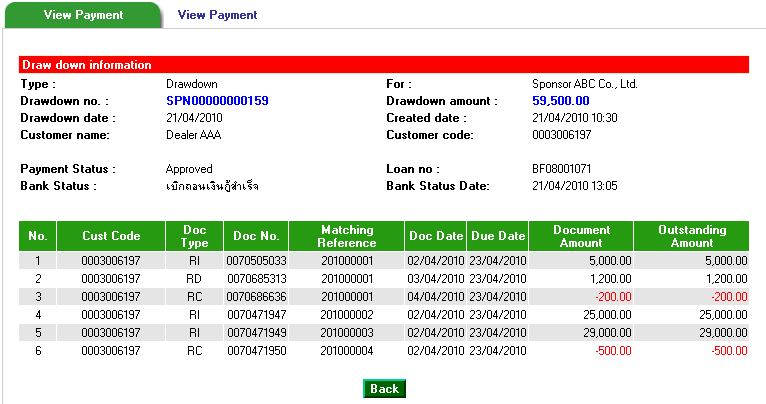 View Payment View Payment
Draw down information
Type : Drawdown For : Sponsor ABC Co., Ltd.
Drawdown no. : SPN00000000159 Drawdown amount : 59,500.00
Drawdown date : 21/04/2010 Created date : 21/04/2010 10:30
Customer name: Dealer AAA Customer code: 0003006197
Payment Status : Approved Loan no : BF08001071
Bank Status : เบิกถอนเงินกู้สำเร็จ Bank Status Date: 21/04/2010 13:05
No. Cust Code Doc Type Doc No. Matching Reference Doc Date Due Date Document Amount Outstanding Amount
1 0003006197 RI 0070505033 201000001 02/04/2010 23/04/2010 5,000.00 5,000.00
2 0003006197 RD 0070685313 201000001 03/04/2010 23/04/2010 1,200.00 1,200.00
3 0003006197 RC 0070686636 201000001 04/04/2010 23/04/2010 -200.00 -200.00
4 0003006197 RI 0070471947 201000002 02/04/2010 23/04/2010 25,000.00 25,000.00
5 0003006197 RI 0070471949 201000003 02/04/2010 23/04/2010 29,000.00 29,000.00
6 0003006197 RC 0070471950 201000004 02/04/2010 23/04/2010 -500.00 -500.00
Back